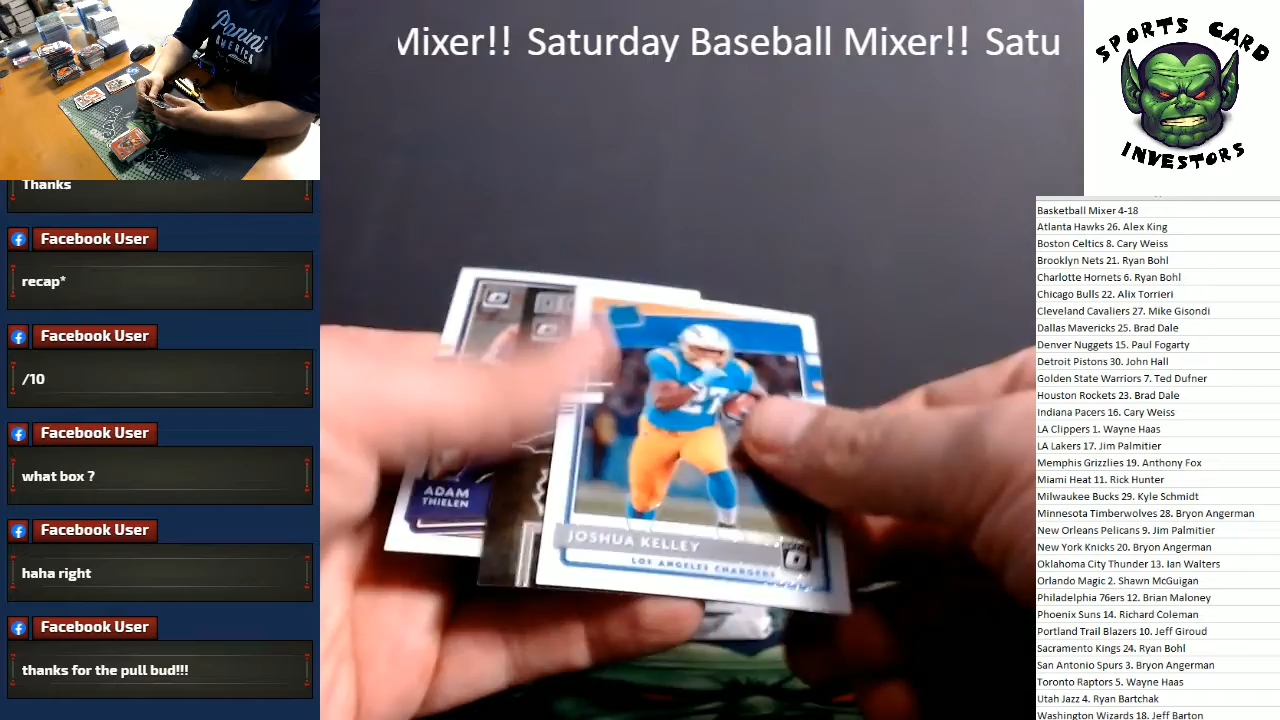 Mixer!! Saturday Baseball Mixer!! Satu
PANINI
AMERICA
SPORTS CARD
INVESTORS
Thanks
Facebook User
recap*
Facebook User
/10
Facebook User
what box ?
Facebook User
haha right
Facebook User
thanks for the pull bud!!!
ADAM
THIELEN
27
JOSHUA KELLEY
LOS ANGELES CHARGERS
Basketball Mixer 4-18
Atlanta Hawks 26. Alex King
Boston Celtics 8. Cary Weiss
Brooklyn Nets 21. Ryan Bohl
Charlotte Hornets 6. Ryan Bohl
Chicago Bulls 22. Alix Torrieri
Cleveland Cavaliers 27. Mike Gisondi
Dallas Mavericks 25. Brad Dale
Denver Nuggets 15. Paul Fogarty
Detroit Pistons 30. John Hall
Golden State Warriors 7. Ted Dufner
Houston Rockets 23. Brad Dale
Indiana Pacers 16. Cary Weiss
LA Clippers 1. Wayne Haas
LA Lakers 17. Jim Palmitier
Memphis Grizzlies 19. Anthony Fox
Miami Heat 11. Rick Hunter
Milwaukee Bucks 29. Kyle Schmidt
Minnesota Timberwolves 28. Bryon Angerman
New Orleans Pelicans 9. Jim Palmitier
New York Knicks 20. Bryon Angerman
Oklahoma City Thunder 13. Ian Walters
Orlando Magic 2. Shawn McGuigan
Philadelphia 76ers 12. Brian Maloney
Phoenix Suns 14. Richard Coleman
Portland Trail Blazers 10. Jeff Giroud
Sacramento Kings 24. Ryan Bohl
San Antonio Spurs 3. Bryon Angerman
Toronto Raptors 5. Wayne Haas
Utah Jazz 4. Ryan Bartchak
Washington Wizards 18. Jeff Barton